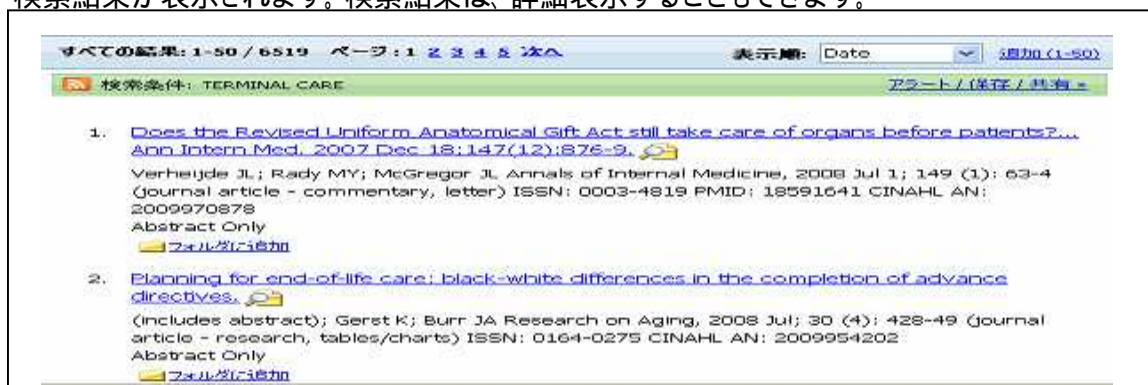 検索結果が表示されます。検索結果は、詳細表示することもできます。
すべての結果: 1-50 / 6519 ページ: 1 2 3 4 5 次へ 表示順: Date 追加 (1-50)
検索条件: TERMINAL CARE アラート / 保存 / 共有 »
1. Does the Revised Uniform Anatomical Gift Act still take care of organs before patients?...
Ann Intern Med. 2007 Dec 18;147(12):876-9.
Verheijde JL; Rady MY; McGregor JL Annals of Internal Medicine, 2008 Jul 1; 149 (1): 63-4
(journal article - commentary, letter) ISSN: 0003-4819 PMID: 18591641 CINAHL AN:
2009970878
Abstract Only
フォルダに追加
2. Planning for end-of-life care: black-white differences in the completion of advance
directives.
(includes abstract); Gerst K; Burr JA Research on Aging, 2008 Jul; 30 (4): 428-49 (journal
article - research, tables/charts) ISSN: 0164-0275 CINAHL AN: 2009954202
Abstract Only
フォルダに追加